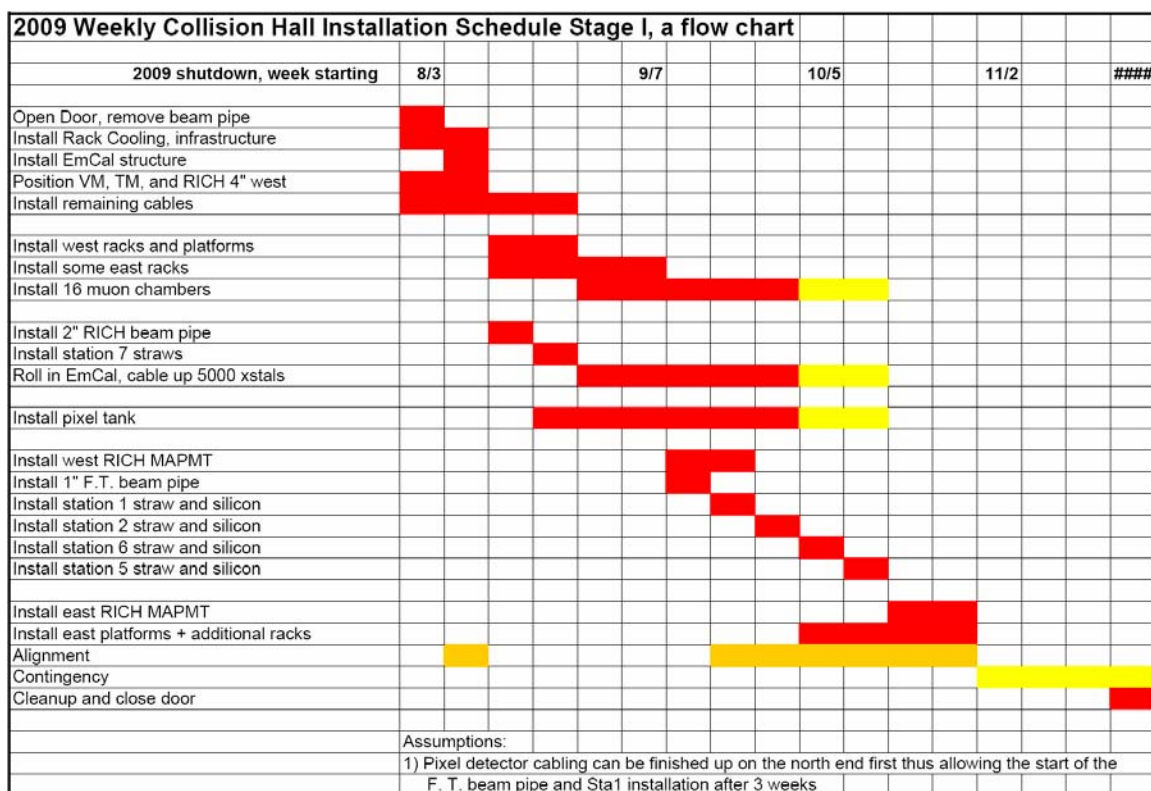 2009 Weekly Collision Hall Installation Schedule Stage I, a flow chart
2009 shutdown, week starting 8/3 9/7 10/5 11/2 ####
Open Door, remove beam pipe
Install Rack Cooling, infrastructure
Install EmCal structure
Position VM, TM, and RICH 4" west
Install remaining cables
Install west racks and platforms
Install some east racks
Install 16 muon chambers
Install 2" RICH beam pipe
Install station 7 straws
Roll in EmCal, cable up 5000 xstals
Install pixel tank
Install west RICH MAPMT
Install 1" F.T. beam pipe
Install station 1 straw and silicon
Install station 2 straw and silicon
Install station 6 straw and silicon
Install station 5 straw and silicon
Install east RICH MAPMT
Install east platforms + additional racks
Alignment
Contingency
Cleanup and close door
Assumptions:
1) Pixel detector cabling can be finished up on the north end first thus allowing the start of the
F. T. beam pipe and Sta1 installation after 3 weeks